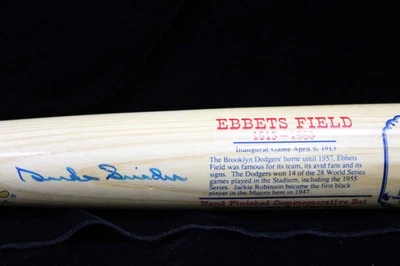 EBBETS FIELD
1913 - 1960
Inaugural Game April 9, 1913
The Brooklyn Dodgers' home until 1957, Ebbets
Field was famous for its team, its avid fans and its
signs. The Dodgers won 14 of the 28 World Series
games played in the Stadium, including the 1955
Series. Jackie Robinson became the first black
player in the Majors here in 1947.
Hand Finished Commemorative Bat
Duke Snider